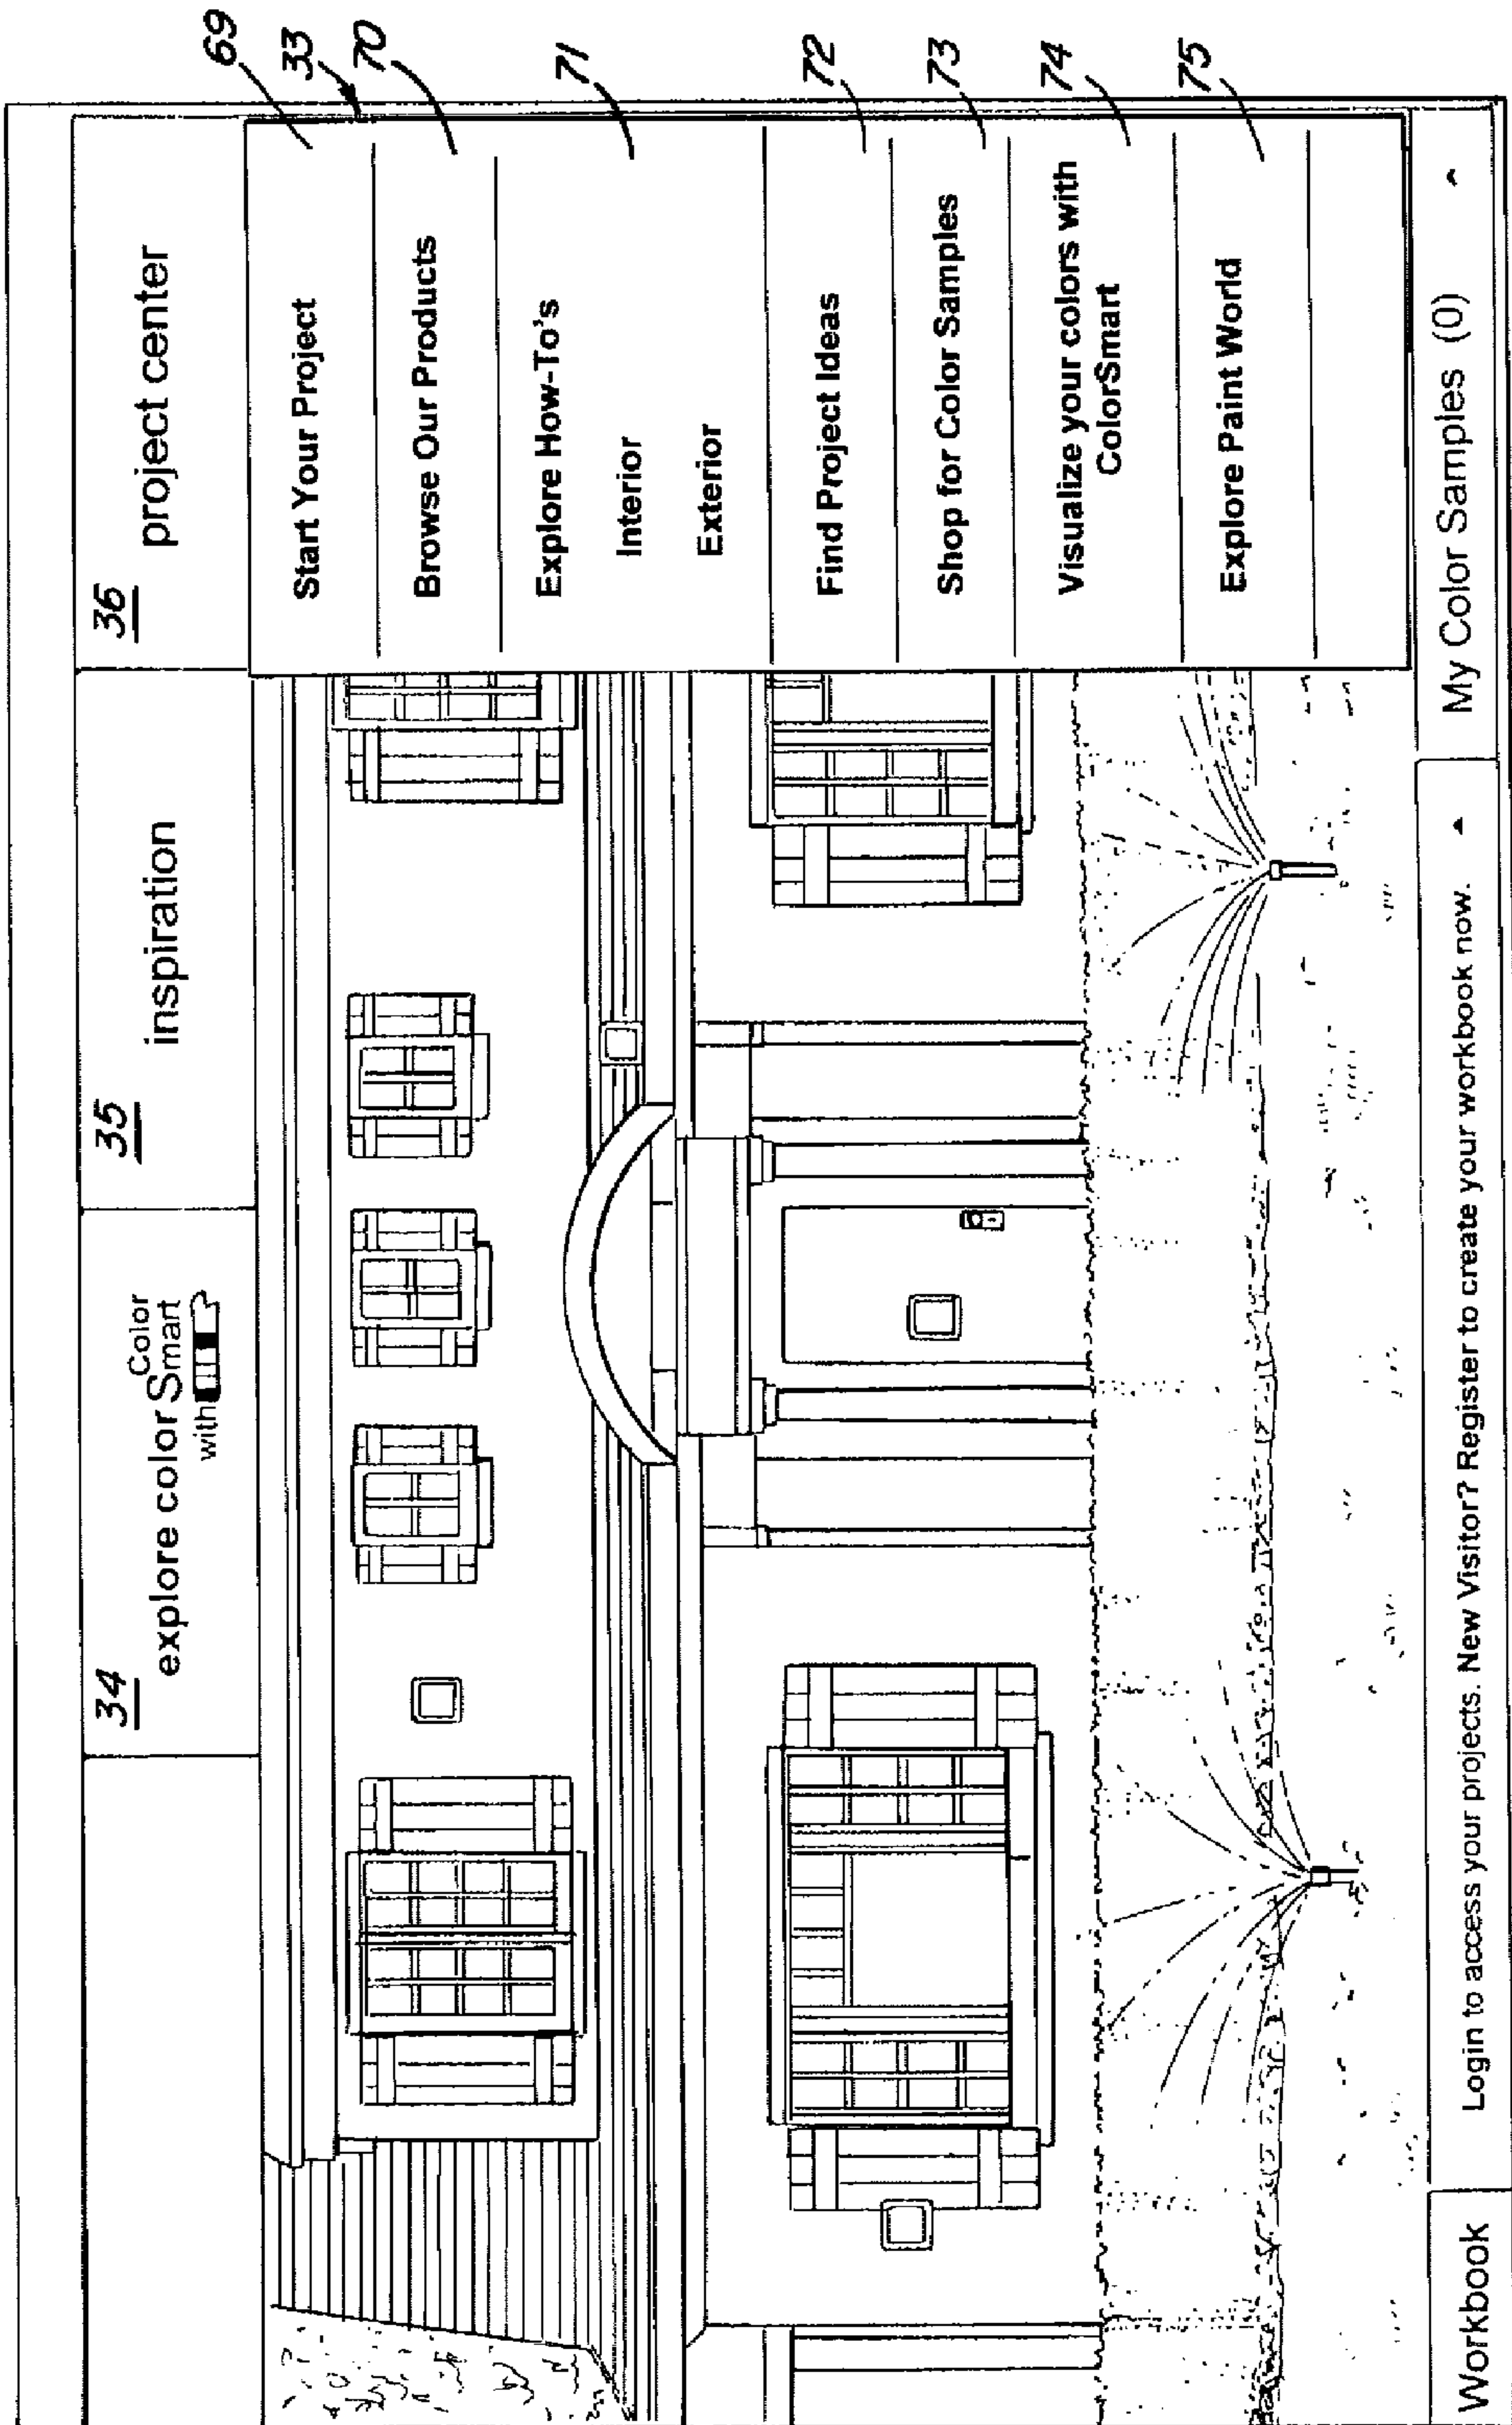 34
explore color
with Color Smart
35
inspiration
36
project center
69
33
70
71
72
73
74
75
Start Your Project
Browse Our Products
Explore How-To's
Interior
Exterior
Find Project Ideas
Shop for Color Samples
Visualize your colors with
ColorSmart
Explore Paint World
Workbook
Login to access your projects. New Visitor? Register to create your workbook now.
My Color Samples (0)